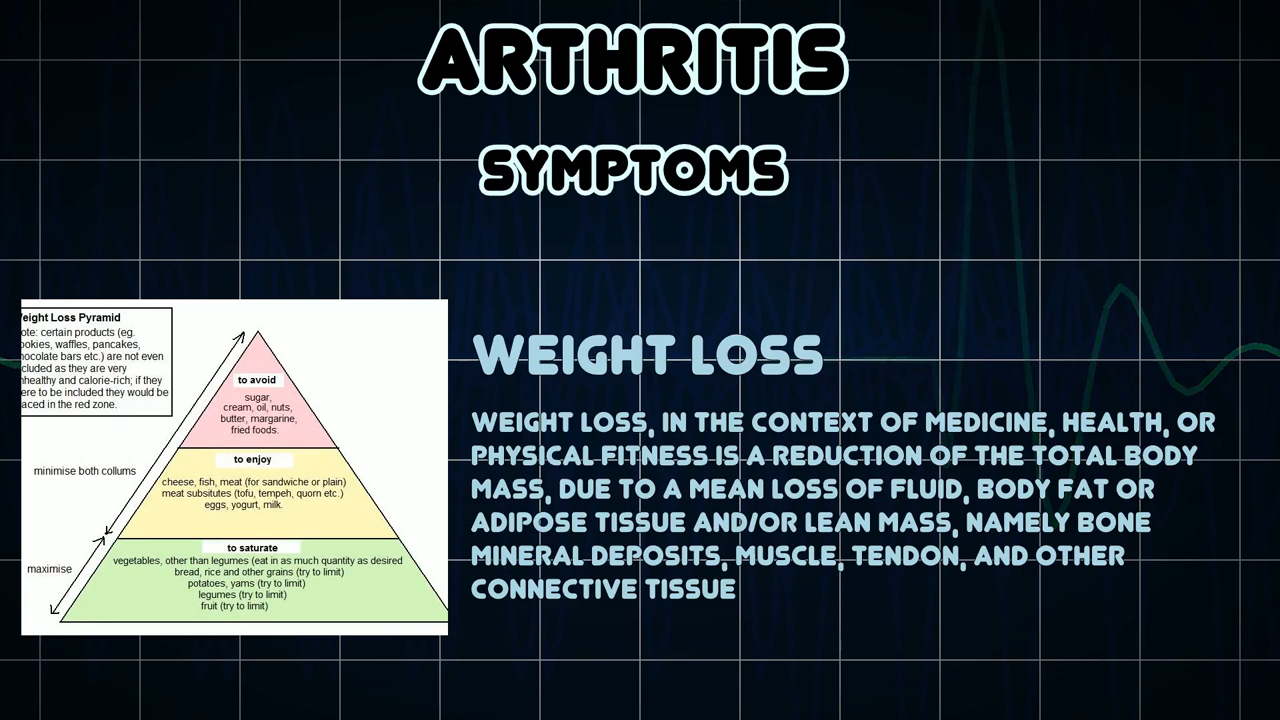 ARTHRITIS
SYMPTOMS
eight Loss Pyramid
ote: certain products (eg.
ookies, waffles, pancakes,
hocolate bars etc.) are not even
cluded as they are very
nhealthy and calorie-rich; if they
ere to be included they would be
aced in the red zone.
to avoid
sugar,
cream, oil, nuts,
butter, margarine,
fried foods.
minimise both collums
to enjoy
cheese, fish, meat (for sandwiche or plain)
meat subsitutes (tofu, tempeh, quorn etc.)
eggs, yogurt, milk.
maximise
to saturate
vegetables, other than legumes (eat in as much quantity as desired
bread, rice and other grains (try to limit)
potatoes, yams (try to limit)
legumes (try to limit)
fruit (try to limit)
WEIGHT LOSS
WEIGHT LOSS, IN THE CONTEXT OF MEDICINE, HEALTH, OR
PHYSICAL FITNESS IS A REDUCTION OF THE TOTAL BODY
MASS, DUE TO A MEAN LOSS OF FLUID, BODY FAT OR
ADIPOSE TISSUE AND/OR LEAN MASS, NAMELY BONE
MINERAL DEPOSITS, MUSCLE, TENDON, AND OTHER
CONNECTIVE TISSUE